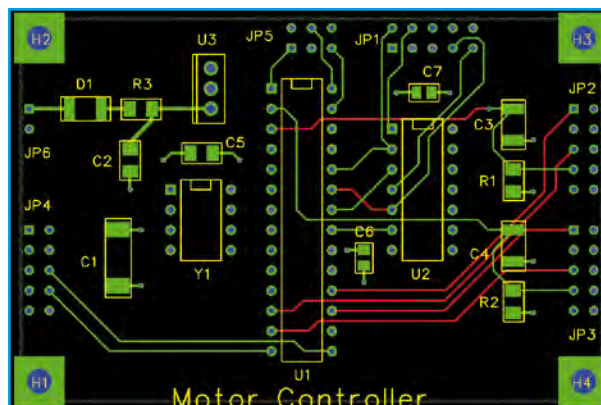 H2
U3
JP5
JP1
H3
D1
R3
C7
JP2
C3
JP6
C2
C5
R1
JP4
C1
Y1
C6
U2
C4
R2
JP3
H1
U1
H4
Motor Controller